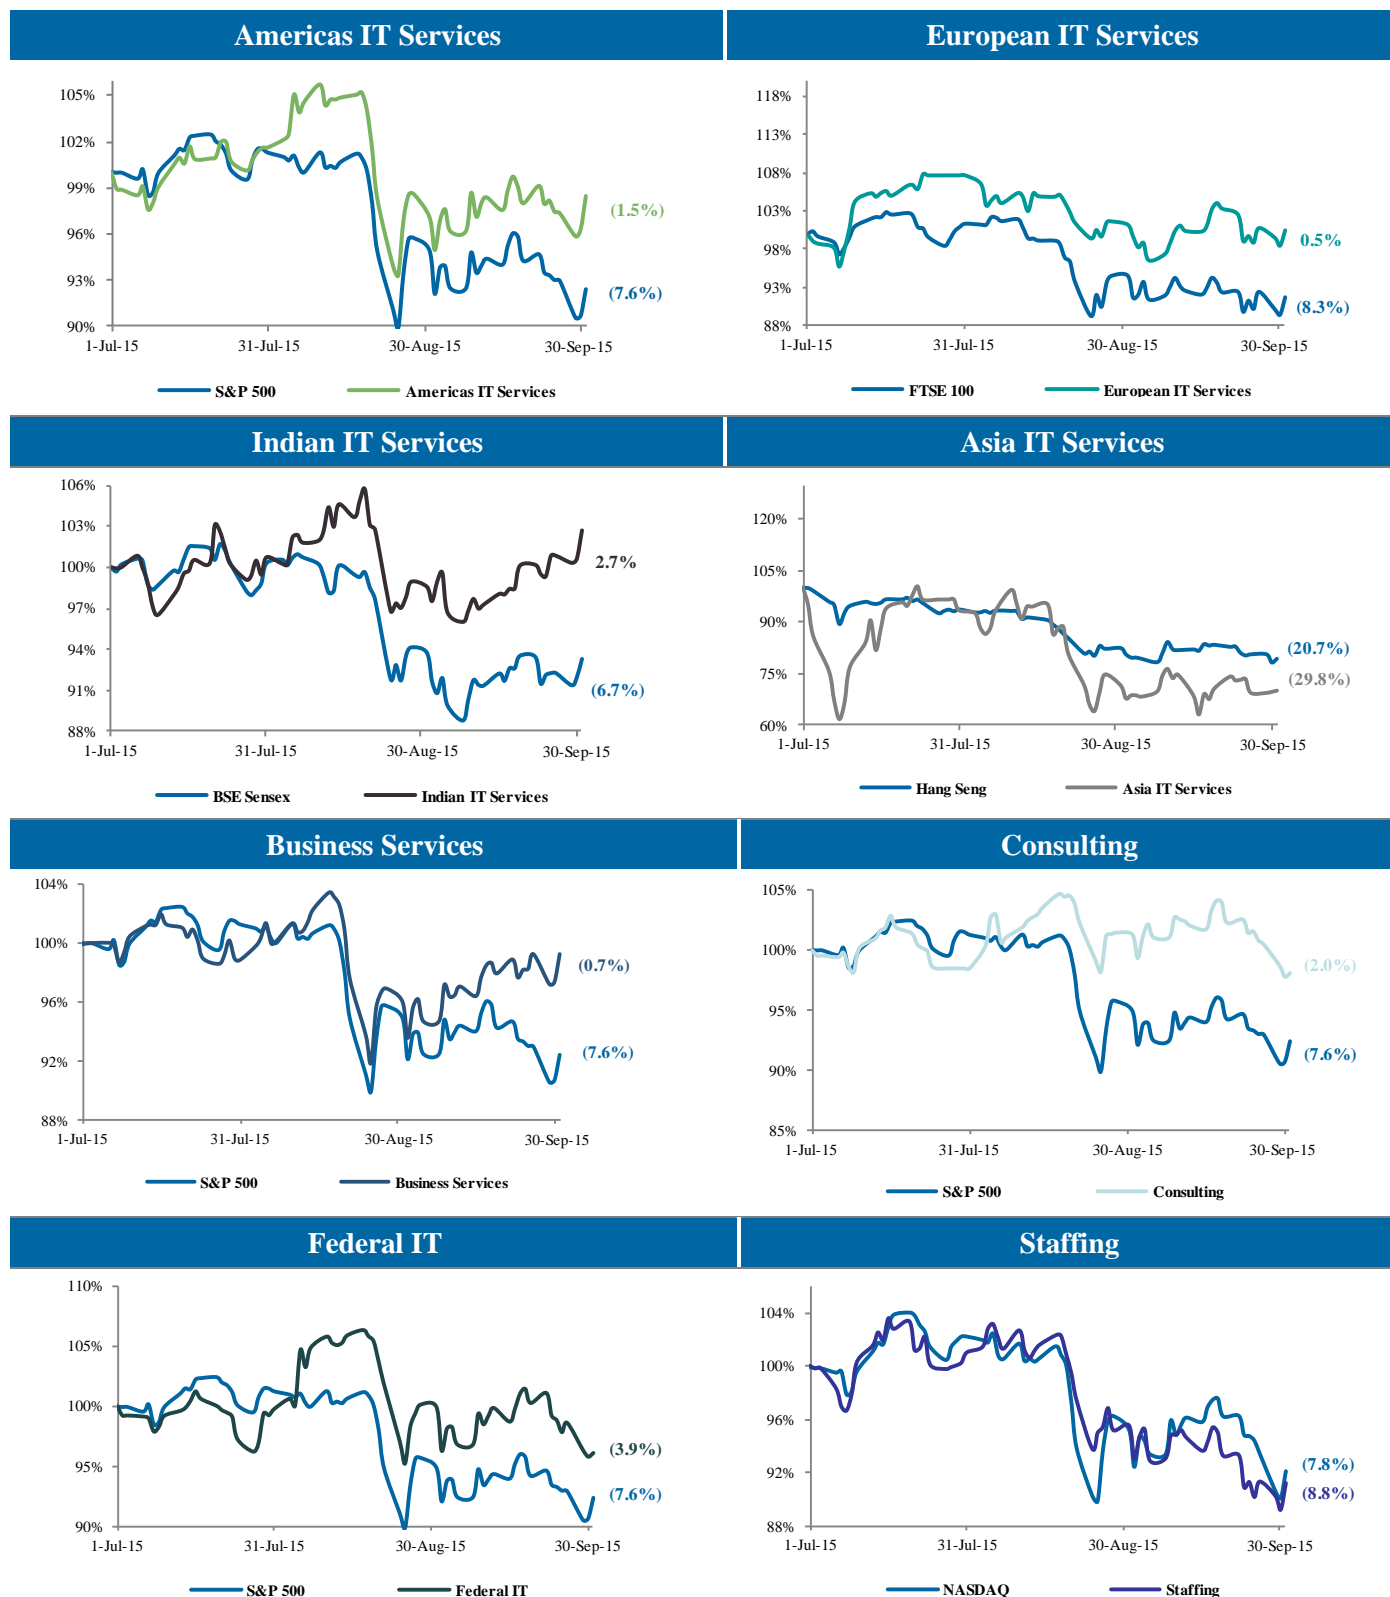 Americas IT Services
European IT Services
105%
102%
99%
96%
93%
90%
(1.5%)
(7.6%)
1-Jul-15 31-Jul-15 30-Aug-15 30-Sep-15
S&P 500 Americas IT Services
118%
113%
108%
103%
98%
93%
88%
0.5%
(8.3%)
1-Jul-15 31-Jul-15 30-Aug-15 30-Sep-15
FTSE 100 European IT Services
Indian IT Services
Asia IT Services
106%
103%
100%
97%
94%
91%
88%
2.7%
(6.7%)
1-Jul-15 31-Jul-15 30-Aug-15 30-Sep-15
BSE Sensex Indian IT Services
120%
105%
90%
75%
60%
(20.7%)
(29.8%)
1-Jul-15 31-Jul-15 30-Aug-15 30-Sep-15
Hang Seng Asia IT Services
Business Services
Consulting
104%
100%
96%
92%
88%
(0.7%)
(7.6%)
1-Jul-15 31-Jul-15 30-Aug-15 30-Sep-15
S&P 500 Business Services
105%
100%
95%
90%
85%
(2.0%)
(7.6%)
1-Jul-15 31-Jul-15 30-Aug-15 30-Sep-15
S&P 500 Consulting
Federal IT
Staffing
110%
105%
100%
95%
90%
(3.9%)
(7.6%)
1-Jul-15 31-Jul-15 30-Aug-15 30-Sep-15
S&P 500 Federal IT
104%
100%
96%
92%
88%
(7.8%)
(8.8%)
1-Jul-15 31-Jul-15 30-Aug-15 30-Sep-15
NASDAQ Staffing